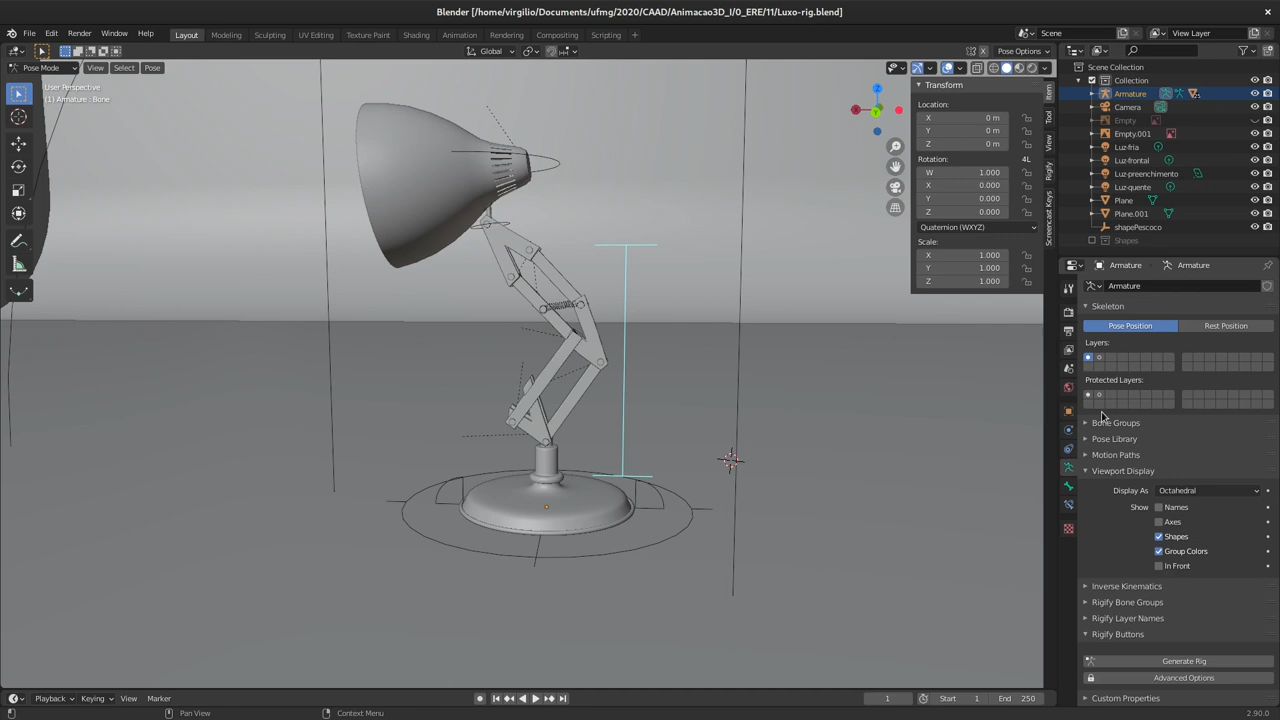 Blender [/home/virgilio/Documents/ufmg/2020/CAAD/Animacao3D_I/0_ERE/11/Luxo-rig.blend]
File Edit Render Window Help Layout Modeling Sculpting UV Editing Texture Paint Shading Animation Rendering Compositing Scripting + Scene View Layer
Global X Pose Options
Pose Mode View Select Pose
User Perspective
(1) Armature : Bone
Z
X
Y
Transform
Location:
X 0 m
Y 0 m
Z 0 m
Rotation: 4L
W 1.000
X 0.000
Y 0.000
Z 0.000
Quaternion (WXYZ)
Scale:
X 1.000
Y 1.000
Z 1.000
Item
Tool
View
Rigify
Screencast Keys
Scene Collection
Collection
Armature
Camera
Empty
Empty.001
Luz-fria
Luz-frontal
Luz-preenchimento
Luz-quente
Plane
Plane.001
shapePescoco
Shapes
Armature Armature
Armature
Skeleton
Pose Position Rest Position
Layers:
Protected Layers:
Bone Groups
Pose Library
Motion Paths
Viewport Display
Display As Octahedral
Show Names
Axes
Shapes
Group Colors
In Front
Inverse Kinematics
Rigify Bone Groups
Rigify Layer Names
Rigify Buttons
Generate Rig
Advanced Options
Custom Properties
Playback Keying View Marker 1 Start 1 End 250
Pan View Context Menu 2.90.0